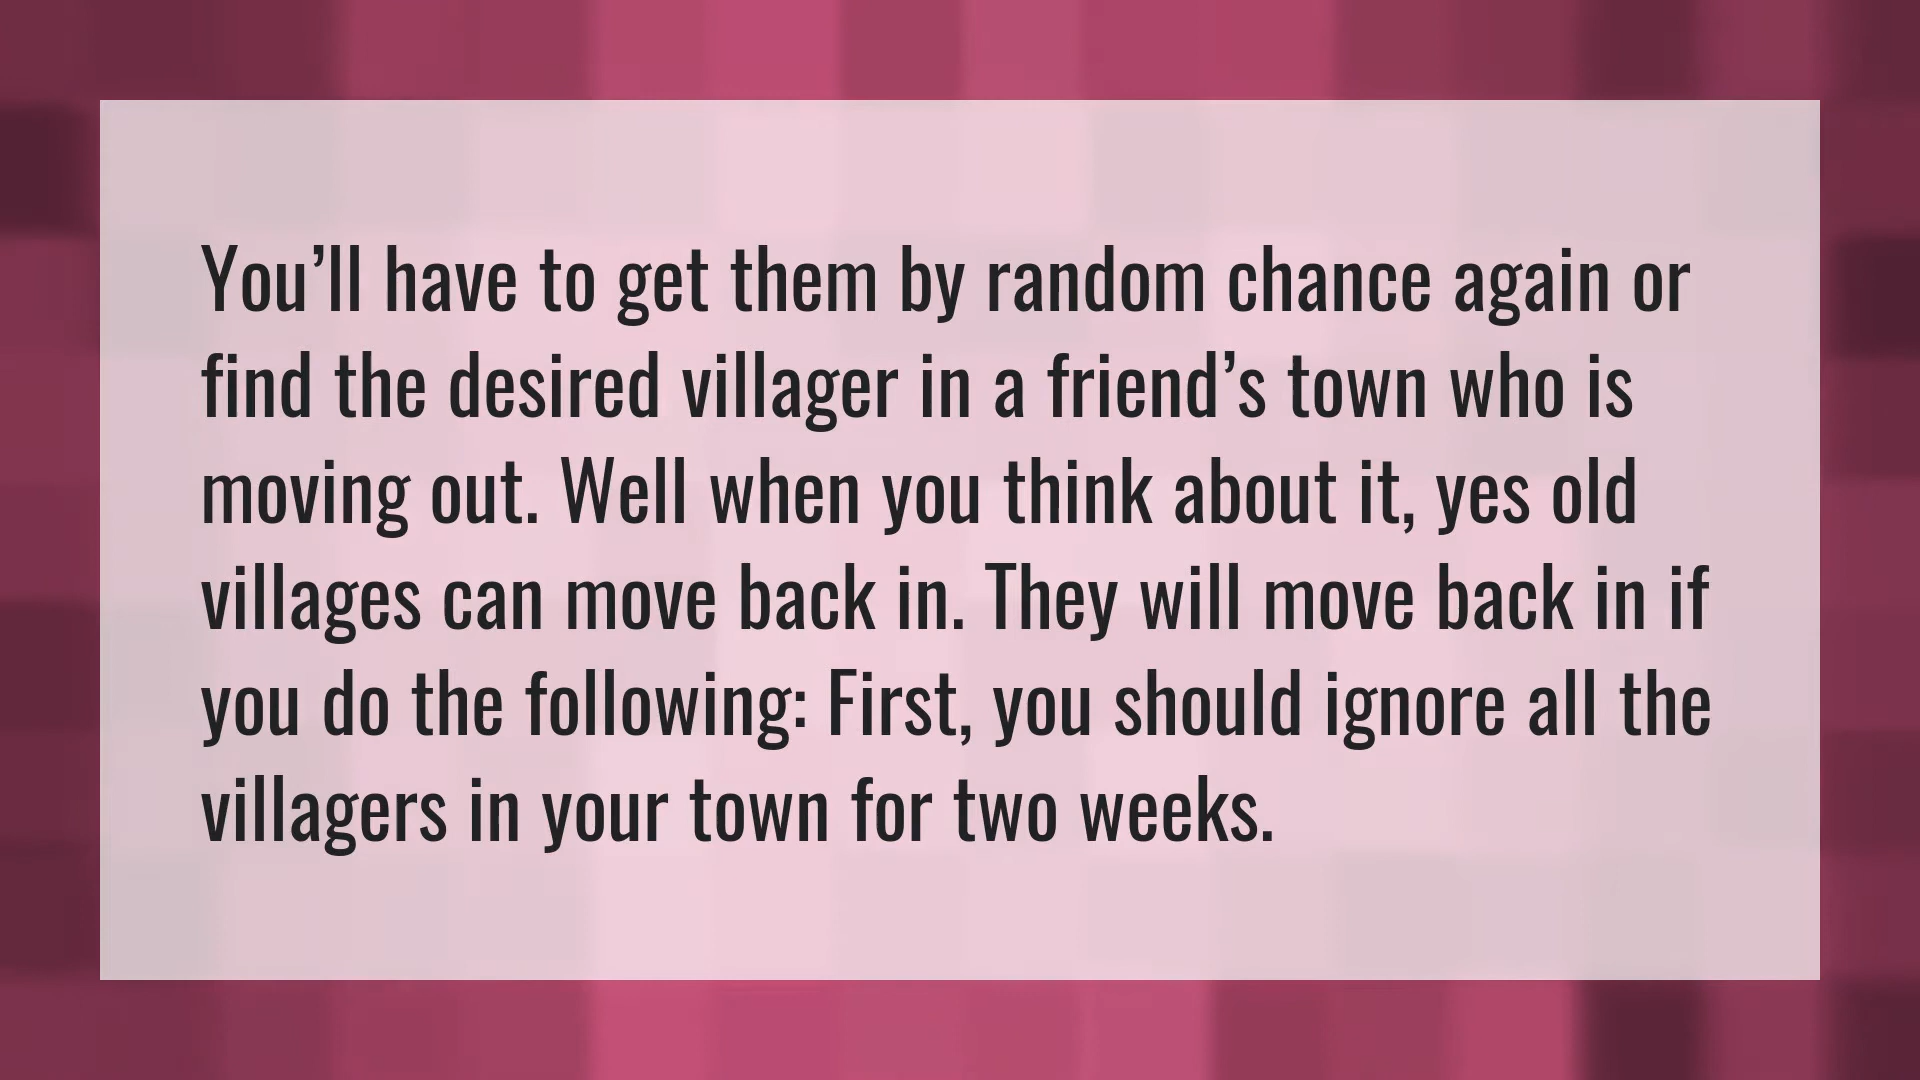 You’ll have to get them by random chance again or
find the desired villager in a friend’s town who is
moving out. Well when you think about it, yes old
villages can move back in. They will move back in if
you do the following: First, you should ignore all the
villagers in your town for two weeks.